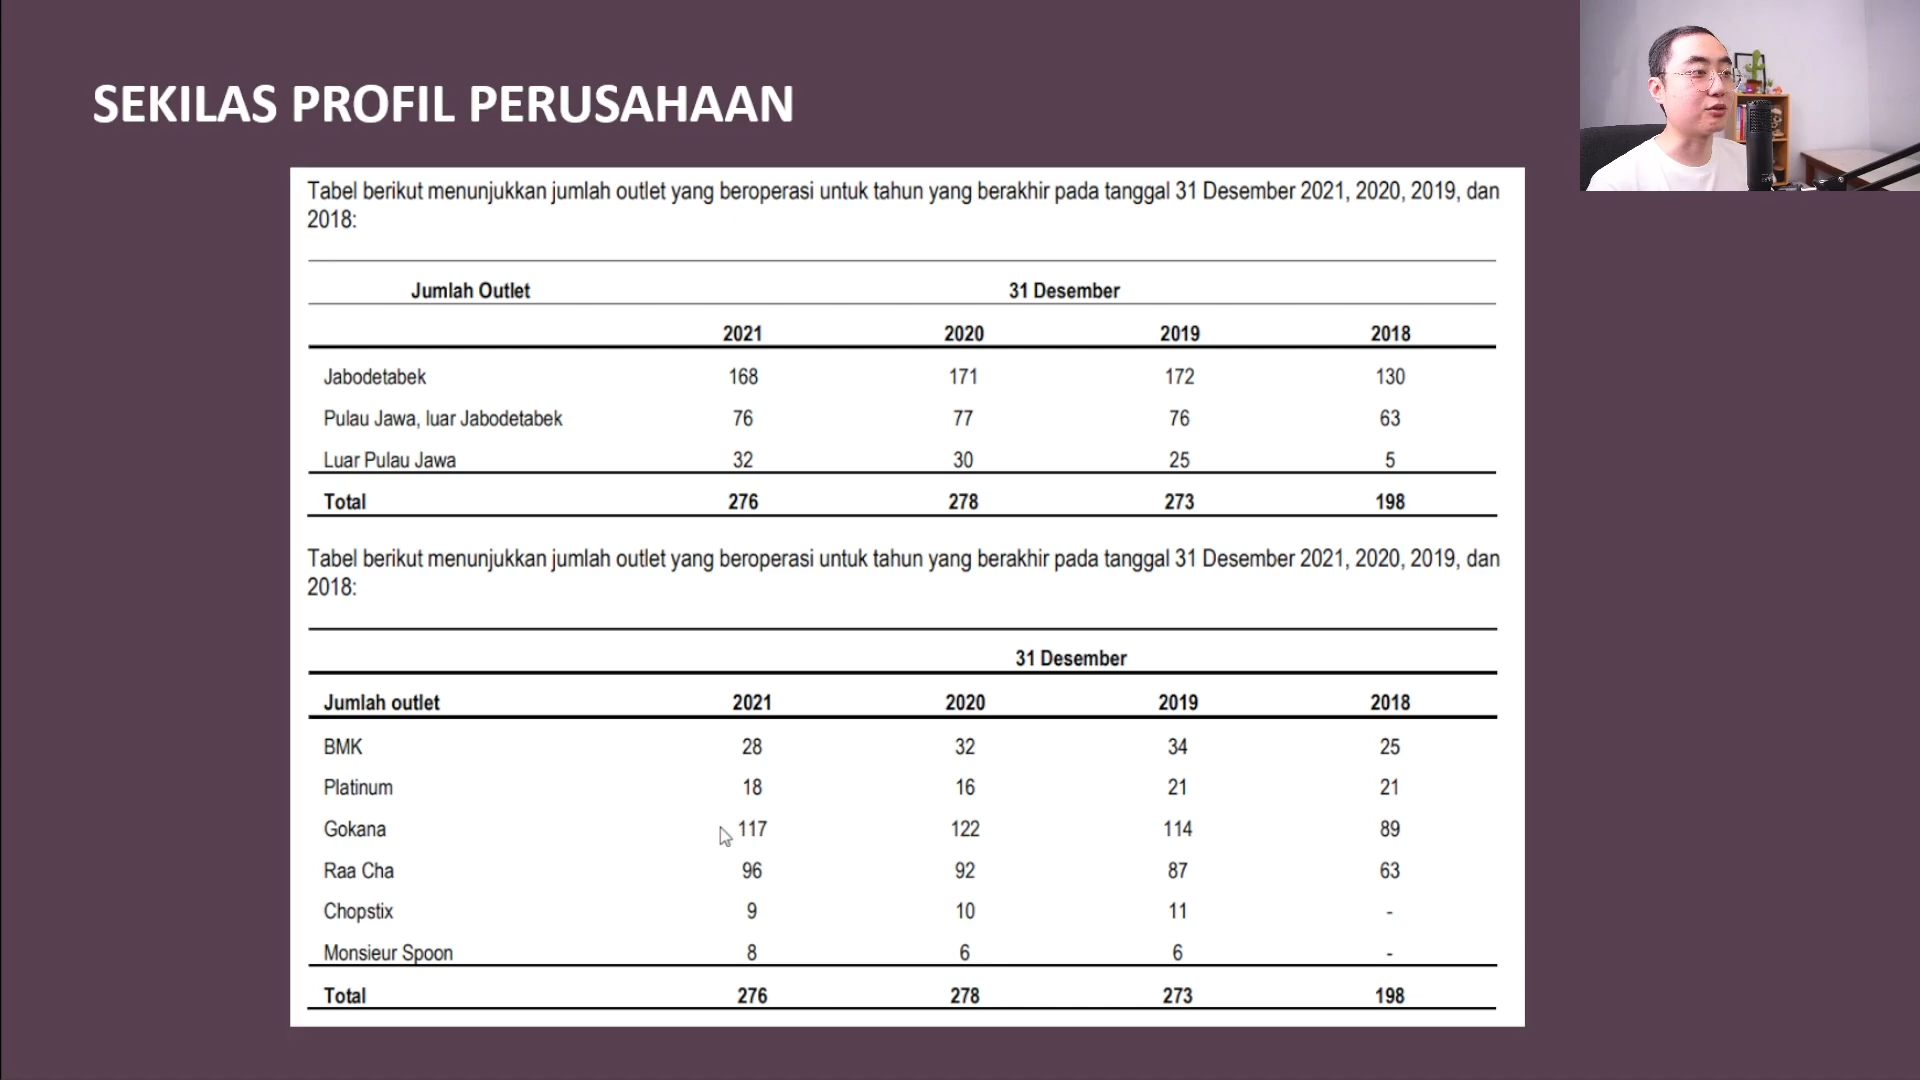 SEKILAS PROFIL PERUSAHAAN
Tabel berikut menunjukkan jumlah outlet yang beroperasi untuk tahun yang berakhir pada tanggal 31 Desember 2021, 2020, 2019, dan
2018:
Jumlah Outlet 31 Desember
2021 2020 2019 2018
Jabodetabek 168 171 172 130
Pulau Jawa, luar Jabodetabek 76 77 76 63
Luar Pulau Jawa 32 30 25 5
Total 276 278 273 198
Tabel berikut menunjukkan jumlah outlet yang beroperasi untuk tahun yang berakhir pada tanggal 31 Desember 2021, 2020, 2019, dan
2018:
31 Desember
Jumlah outlet 2021 2020 2019 2018
BMK 28 32 34 25
Platinum 18 16 21 21
Gokana 117 122 114 89
Raa Cha 96 92 87 63
Chopstix 9 10 11 -
Monsieur Spoon 8 6 6 -
Total 276 278 273 198